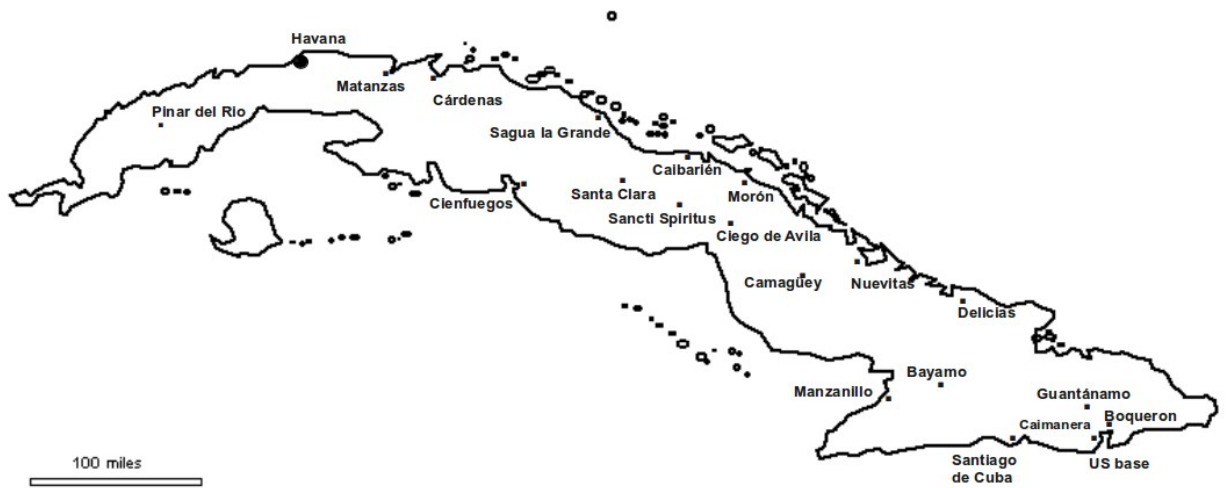 Havana
Matanzas
Cárdenas
Pinar del Rio
Sagua la Grande
Caibarién
Santa Clara
Morón
Cienfuegos
Sancti Spiritus
Ciego de Avila
Camagüey
Nuevitas
Delicias
Bayamo
Manzanillo
Guantánamo
Boqueron
Caimanera
Santiago
de Cuba
US base
100 miles